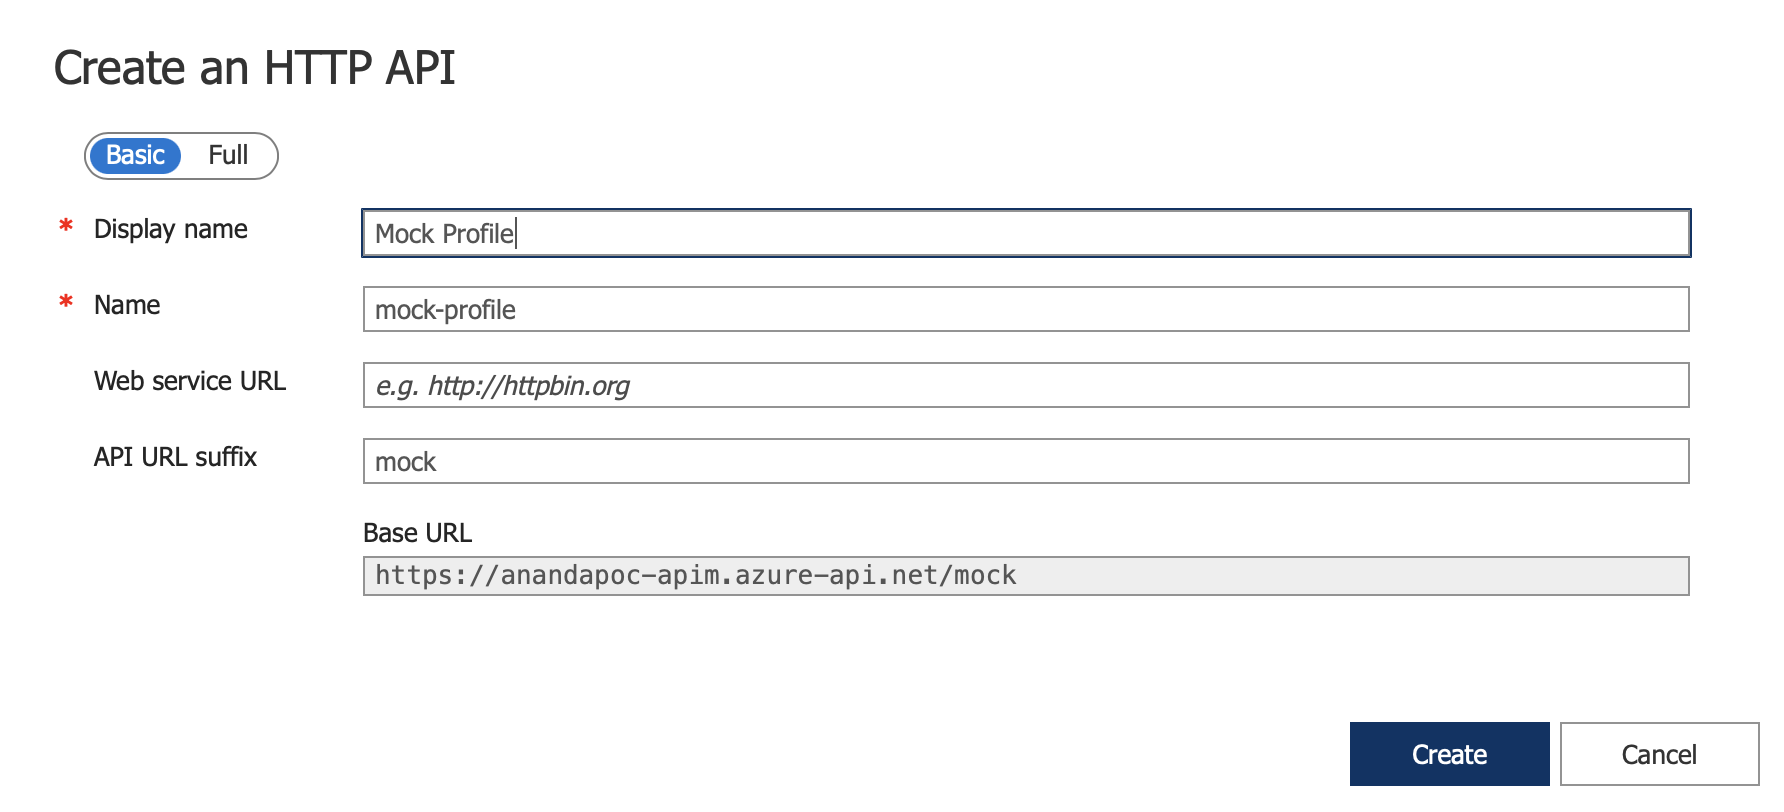 Create an HTTP API
Basic Full
* Display name Mock Profile
* Name mock-profile
Web service URL e.g. http://httpbin.org
API URL suffix mock
Base URL
https://anandapoc-apim.azure-api.net/mock
Create Cancel